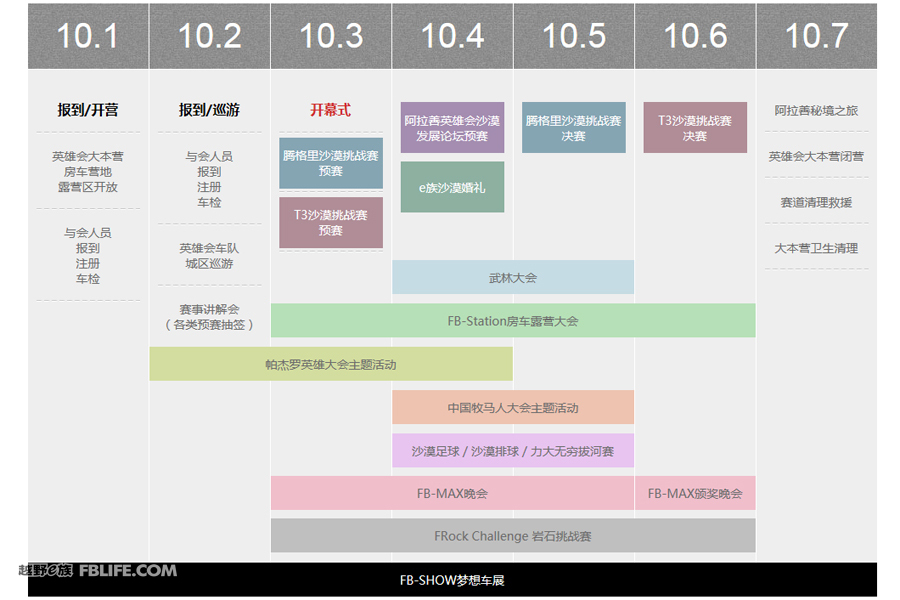 10.1
10.2
10.3
10.4
10.5
10.6
10.7
报到/开营
英雄会大本营
房车营地
露营区开放
与会人员
报到
注册
车检
报到/巡游
与会人员
报到
注册
车检
英雄会车队
城区巡游
赛事讲解会
（各类预赛抽签）
开幕式
腾格里沙漠挑战赛
预赛
T3沙漠挑战赛
预赛
阿拉善英雄会沙漠
发展论坛预赛
e族沙漠婚礼
腾格里沙漠挑战赛
决赛
T3沙漠挑战赛
决赛
阿拉善秘境之旅
英雄会大本营闭营
赛道清理救援
大本营卫生清理
武林大会
FB-Station房车露营大会
帕杰罗英雄大会主题活动
中国牧马人大会主题活动
沙漠足球 / 沙漠排球 / 力大无穷拔河赛
FB-MAX晚会
FB-MAX颁奖晚会
FRock Challenge 岩石挑战赛
越野e族 FBLIFE.COM
FB-SHOW梦想车展